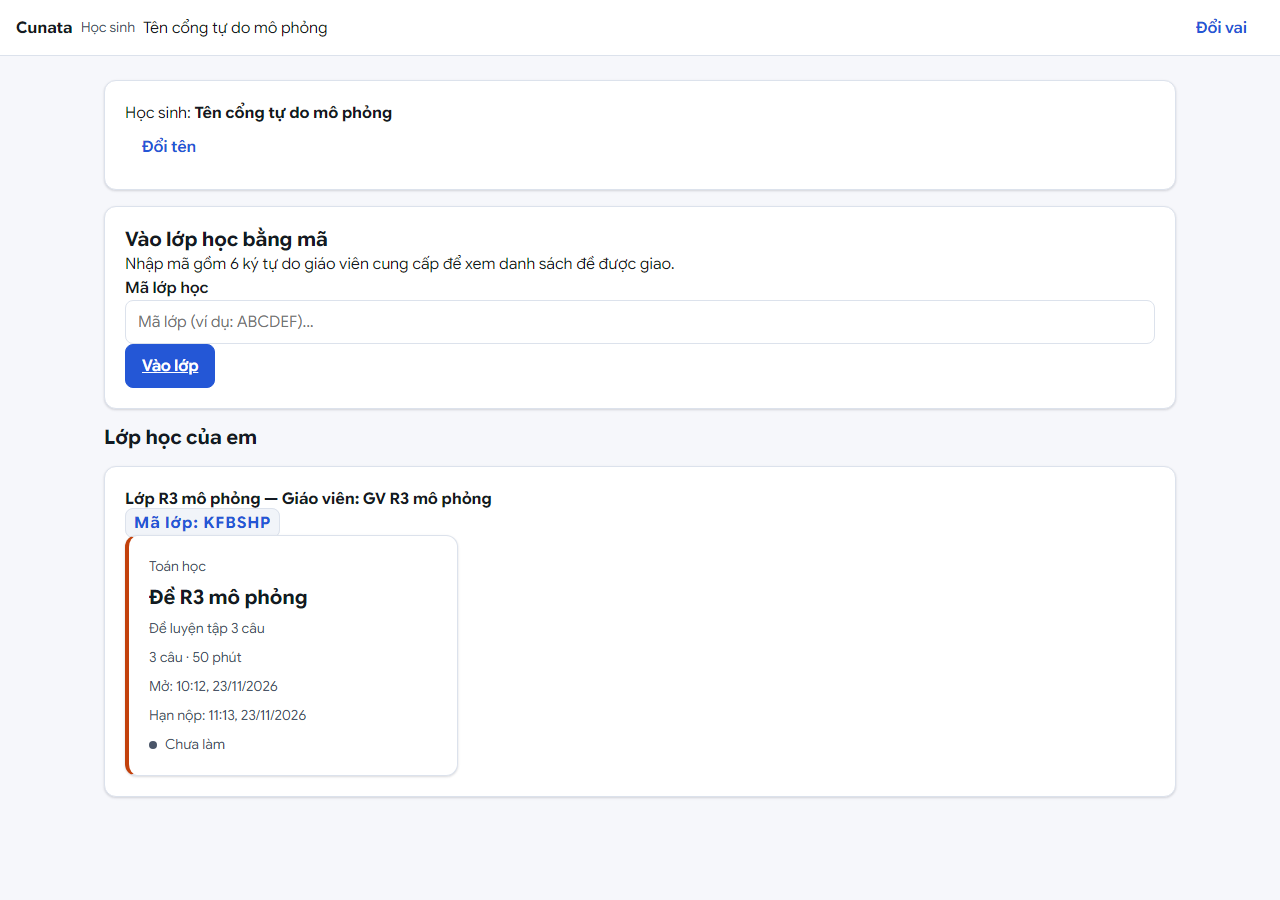 Cunata Học sinh Tên cổng tự do mô phỏng Đổi vai
Học sinh: Tên cổng tự do mô phỏng
Đổi tên
Vào lớp học bằng mã
Nhập mã gồm 6 ký tự do giáo viên cung cấp để xem danh sách đề được giao.
Mã lớp học
Mã lớp (ví dụ: ABCDEF)...
Vào lớp
Lớp học của em
Lớp R3 mô phỏng — Giáo viên: GV R3 mô phỏng
Mã lớp: KFBSHP
Toán học
Đề R3 mô phỏng
Đề luyện tập 3 câu
3 câu · 50 phút
Mở: 10:12, 23/11/2026
Hạn nộp: 11:13, 23/11/2026
Chưa làm